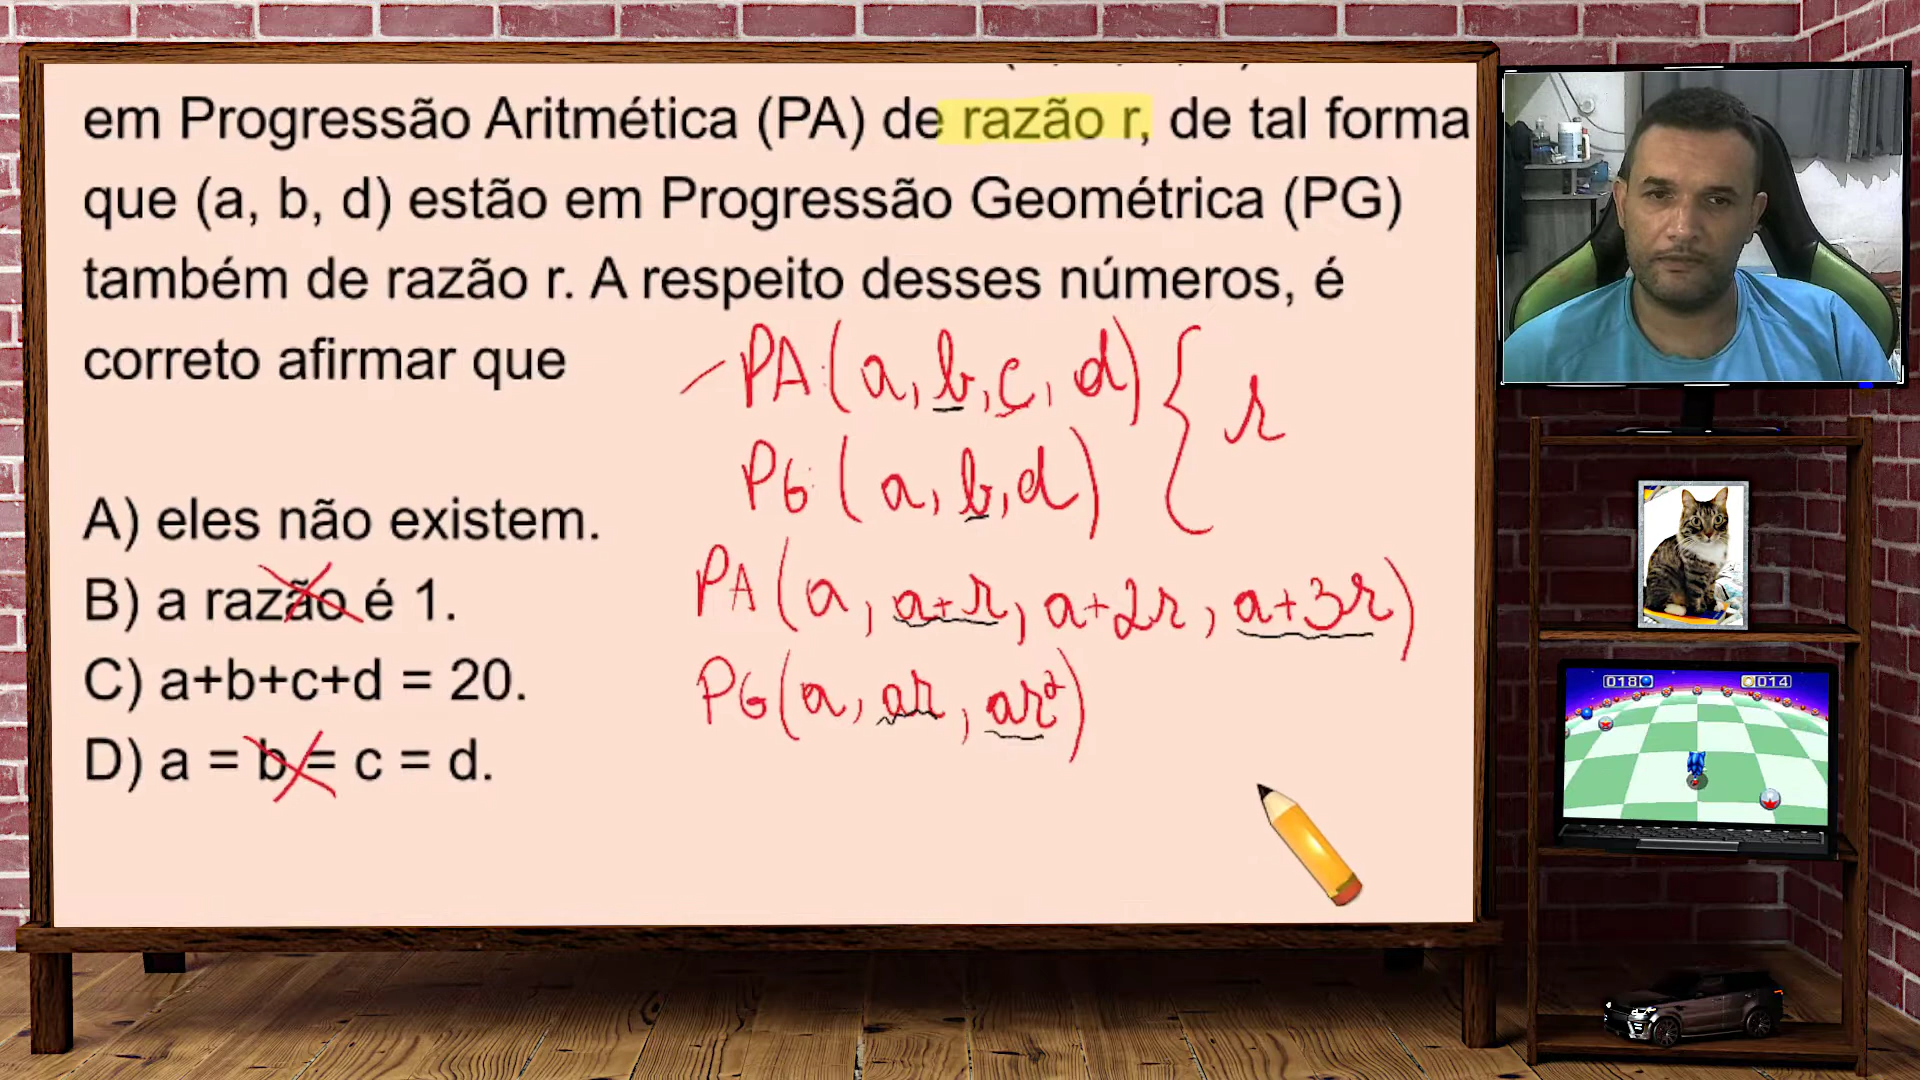 em Progressão Aritmética (PA) de razão r, de tal forma
que (a, b, d) estão em Progressão Geométrica (PG)
também de razão r. A respeito desses números, é
correto afirmar que
PA:(a, b, c, d) { r
PG:(a, b, d)
A) eles não existem.
PA(a, a+r, a+2r, a+3r)
B) a razão é 1.
C) a+b+c+d = 20.
PG(a, ar, ar²)
D) a = b = c = d.
018 014